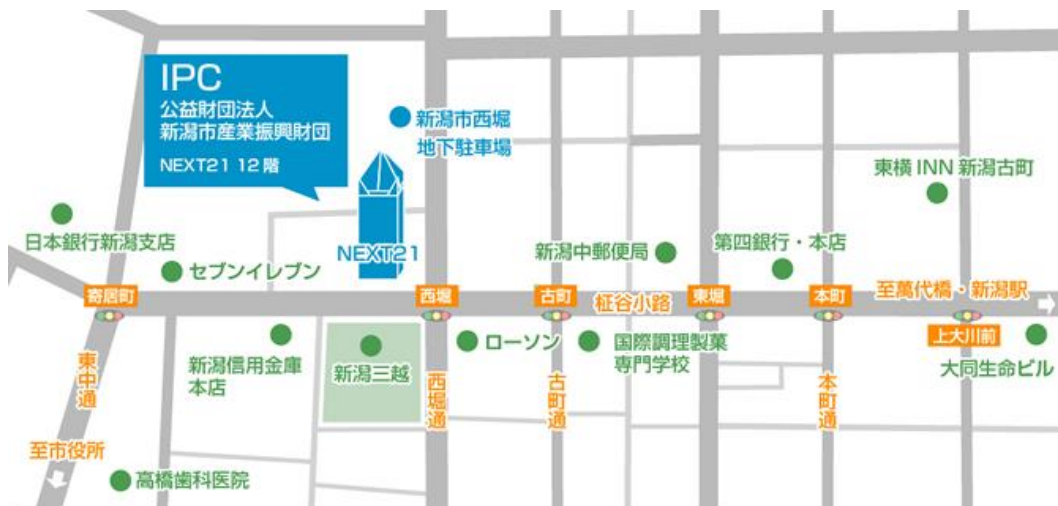 IPC
公益財団法人
新潟市産業振興財団
NEXT21 12階
新潟市西堀
地下駐車場
東横INN新潟古町
日本銀行新潟支店
セブンイレブン
NEXT21
新潟中郵便局
第四銀行・本店
寄居町
西堀
古町
柾谷小路
東堀
本町
至萬代橋・新潟駅
上大川前
東中通
新潟信用金庫
本店
新潟三越
西堀通
ローソン
古町通
国際調理製菓
専門学校
本町通
大同生命ビル
至市役所
高橋歯科医院